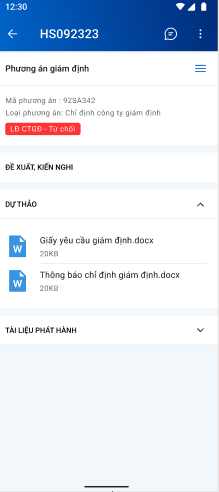 12:30
HS092323
Phương án giám định
Mã phương án : 92SA342
Loại phương án: Chỉ định công ty giám định
LĐ CTGĐ - Từ chối
ĐỀ XUẤT, KIẾN NGHỊ
DỰ THẢO
W
Giấy yêu cầu giám định.docx
20KB
W
Thông báo chỉ định giám định.docx
20KB
TÀI LIỆU PHÁT HÀNH